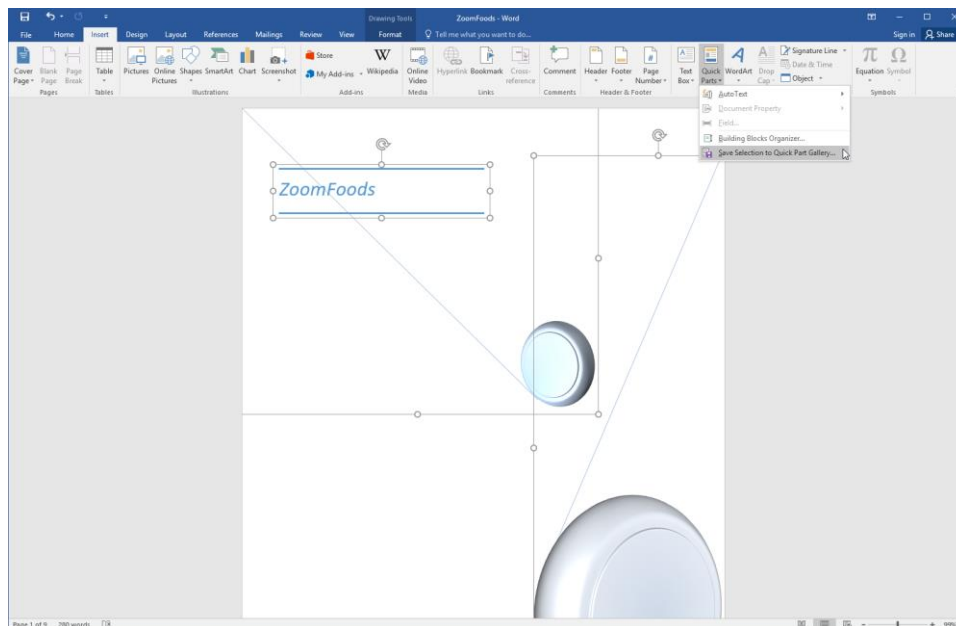 Drawing Tools ZoomFoods - Word
File Home Insert Design Layout References Mailings Review View Format Tell me what you want to do... Sign in Share
Cover Page Blank Page Page Break Table Pictures Online Pictures Shapes SmartArt Chart Screenshot Store My Add-ins Wikipedia Online Video Hyperlink Bookmark Cross-reference Comment Header Footer Page Number Text Box Quick Parts WordArt Drop Cap Signature Line Date & Time Object Equation Symbol
Pages Tables Illustrations Add-ins Media Links Comments Header & Footer Symbols
AutoText
Document Property
Field...
Building Blocks Organizer...
Save Selection to Quick Part Gallery...
ZoomFoods
Page 1 of 9 280 words 99%